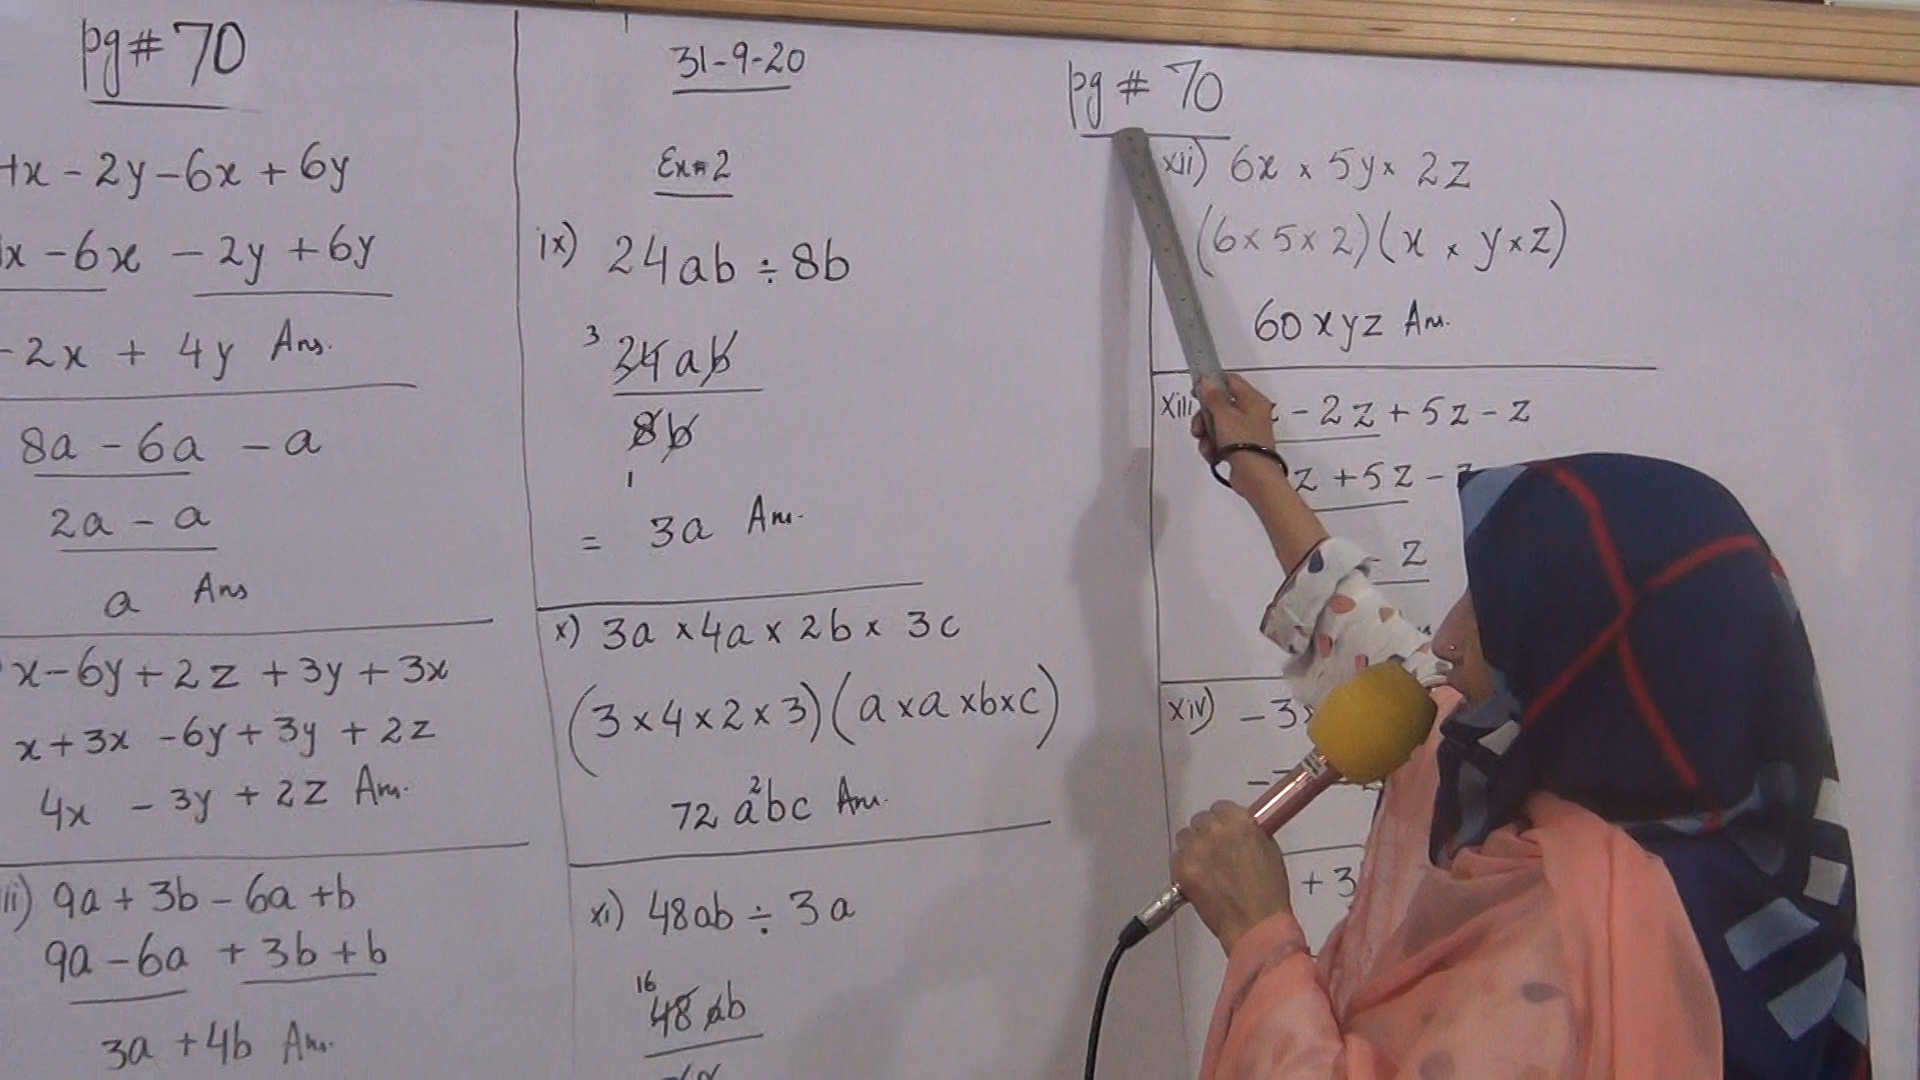 pg# 70
x - 2y - 6x + 6y
x - 6x - 2y + 6y
- 2x + 4y Ans.
8a - 6a - a
2a - a
a Ans
x - 6y + 2z + 3y + 3x
x + 3x - 6y + 3y + 2z
4x - 3y + 2z Ans.
ii) 9a + 3b - 6a + b
9a - 6a + 3b + b
3a + 4b Ans.
31-9-20
Ex#2
ix) 24ab ÷ 8b
3
24ab
8b
1
= 3a Ans.
x) 3a × 4a × 2b × 3c
(3 × 4 × 2 × 3)(a × a × b × c)
72 a²bc Ans.
xi) 48ab ÷ 3a
16
48ab
pg # 70
xii) 6x × 5y × 2z
(6 × 5 × 2)(x × y × z)
60xyz Ans.
xiii - 2z + 5z - z
z + 5z -
- z
xiv) - 3
+ 3